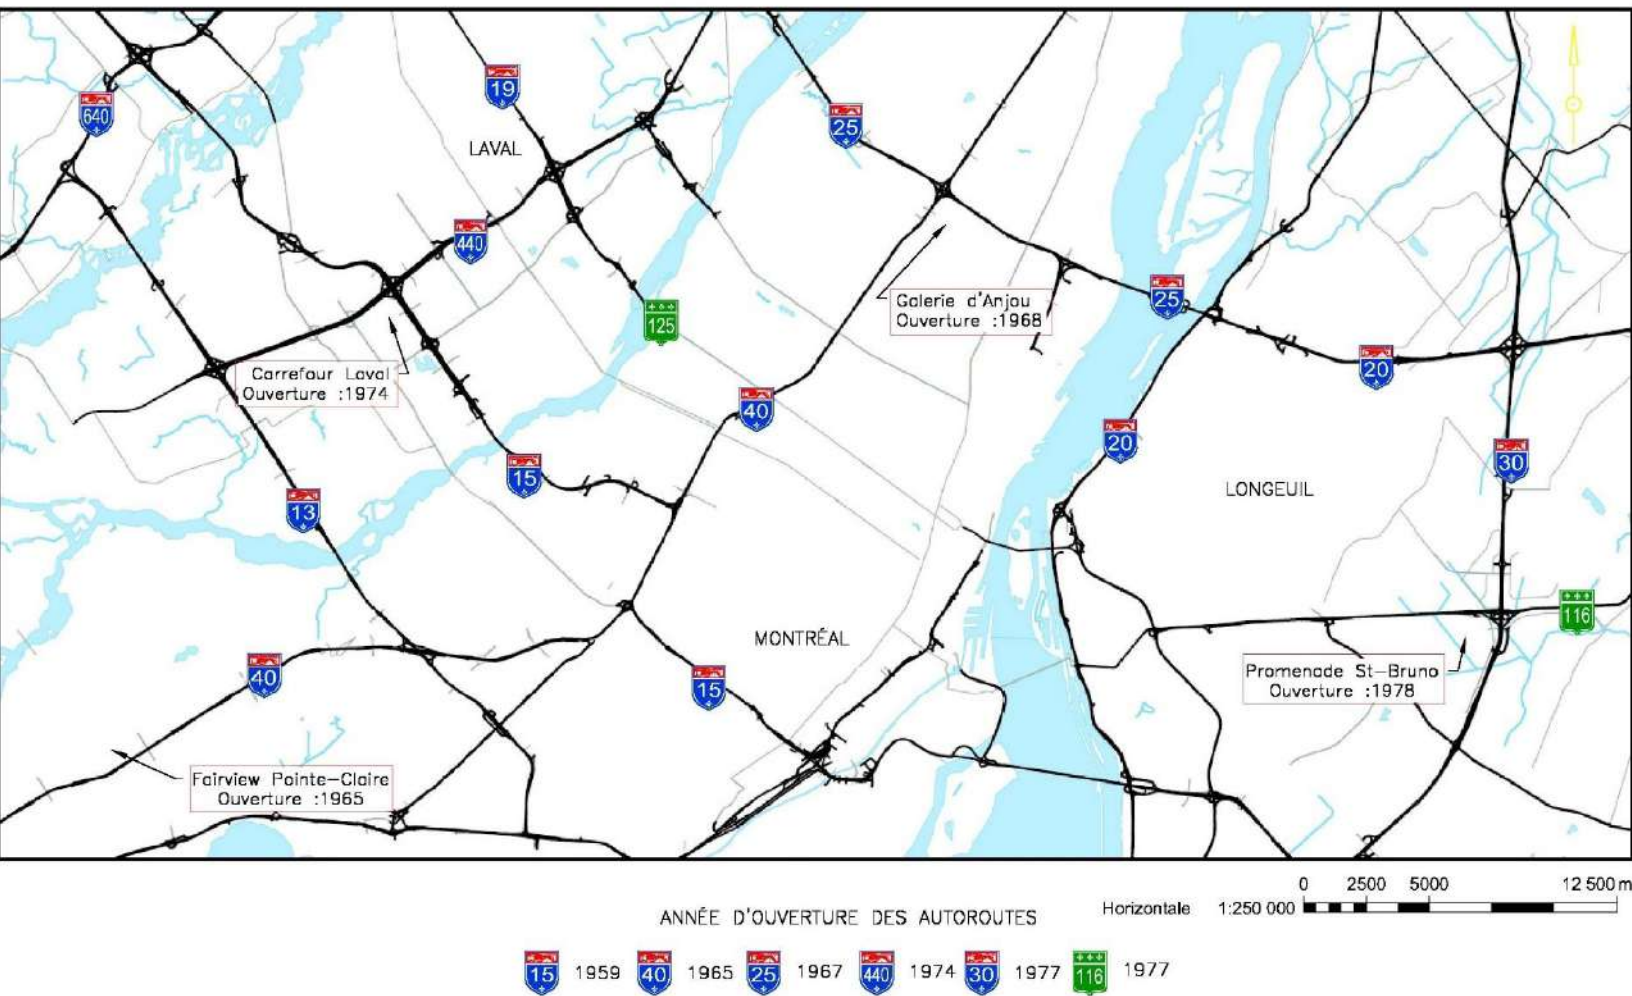 19
640
25
LAVAL
440
Galerie d'Anjou
Ouverture :1968
25
125
Carrefour Laval
Ouverture :1974
20
40
20
30
15
LONGEUIL
13
116
MONTRÉAL
40
15
Promenade St-Bruno
Ouverture :1978
Fairview Pointe-Claire
Ouverture :1965
0 2500 5000 12 500 m
Horizontale 1:250 000
ANNÉE D'OUVERTURE DES AUTOROUTES
15 1959 40 1965 25 1967 440 1974 30 1977 116 1977